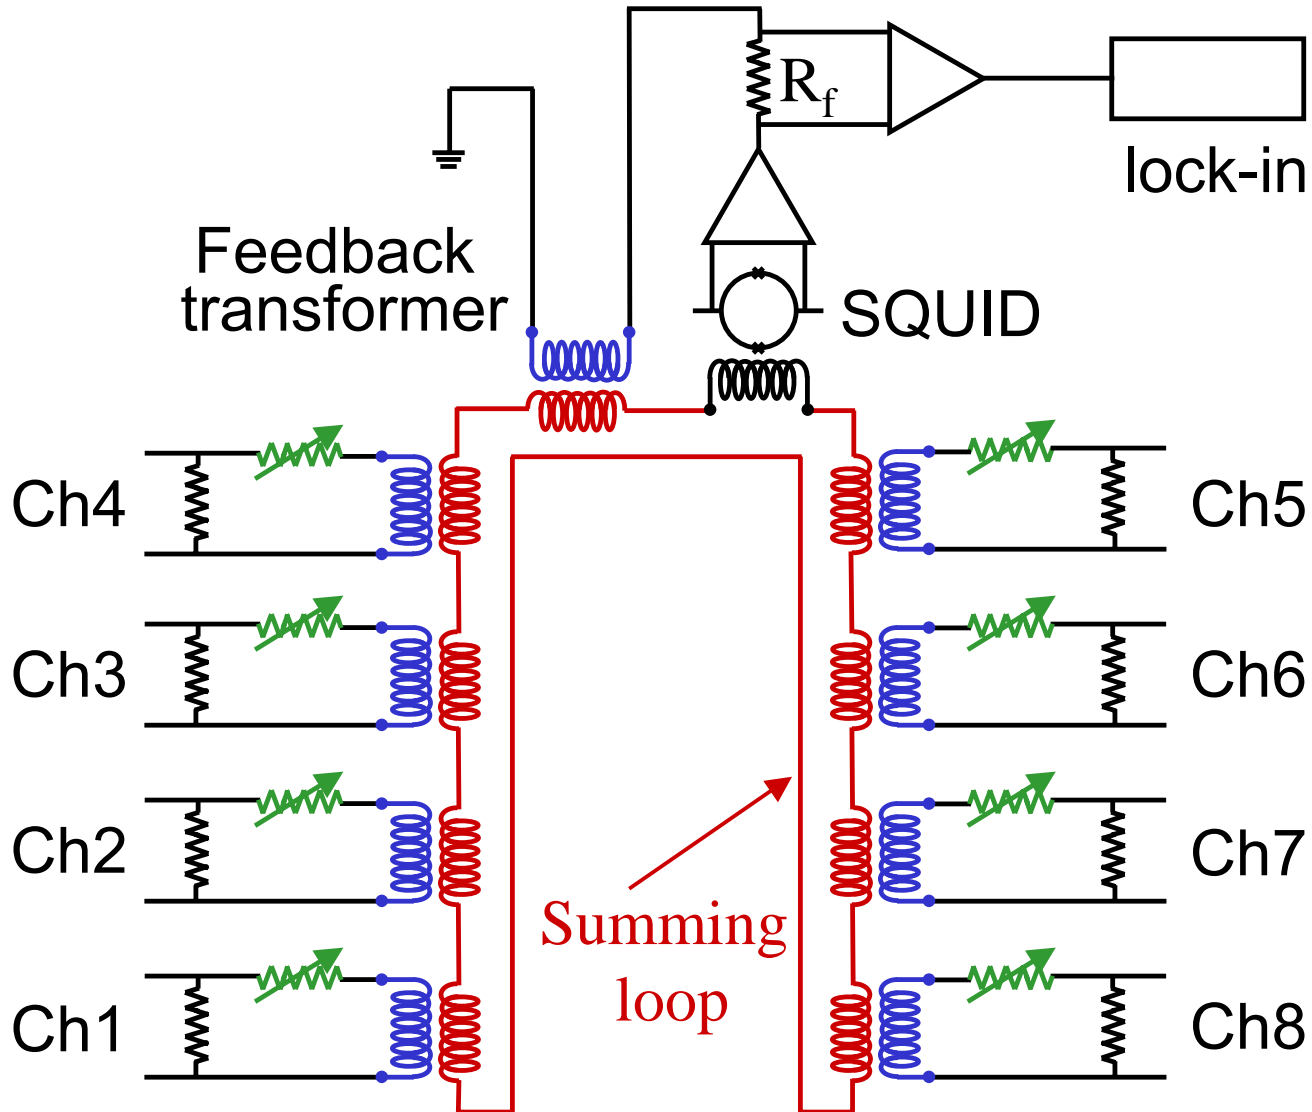 R_f
lock-in
Feedback
transformer
SQUID
Ch4
Ch5
Ch3
Ch6
Ch2
Ch7
Summing
loop
Ch1
Ch8